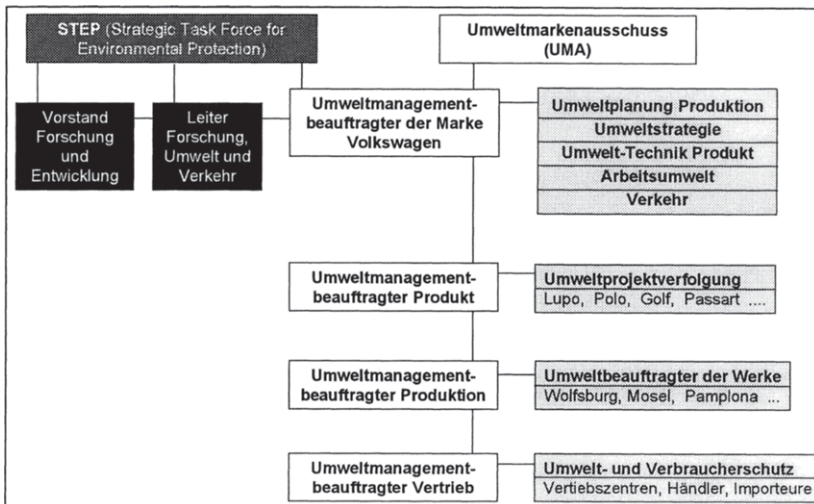 STEP (Strategic Task Force for
Environmental Protection)
Umweltmarkenausschuss
(UMA)
Vorstand
Forschung
und
Entwicklung
Leiter
Forschung,
Umwelt und
Verkehr
Umweltmanagement-
beauftragter der Marke
Volkswagen
Umweltplanung Produktion
Umweltstrategie
Umwelt-Technik Produkt
Arbeitsumwelt
Verkehr
Umweltmanagement-
beauftragter Produkt
Umweltprojektverfolgung
Lupo, Polo, Golf, Passart ....
Umweltmanagement-
beauftragter Produktion
Umweltbeauftragter der Werke
Wolfsburg, Mosel, Pamplona ...
Umweltmanagement-
beauftragter Vertrieb
Umwelt- und Verbraucherschutz
Vertiebszentren, Händler, Importeure